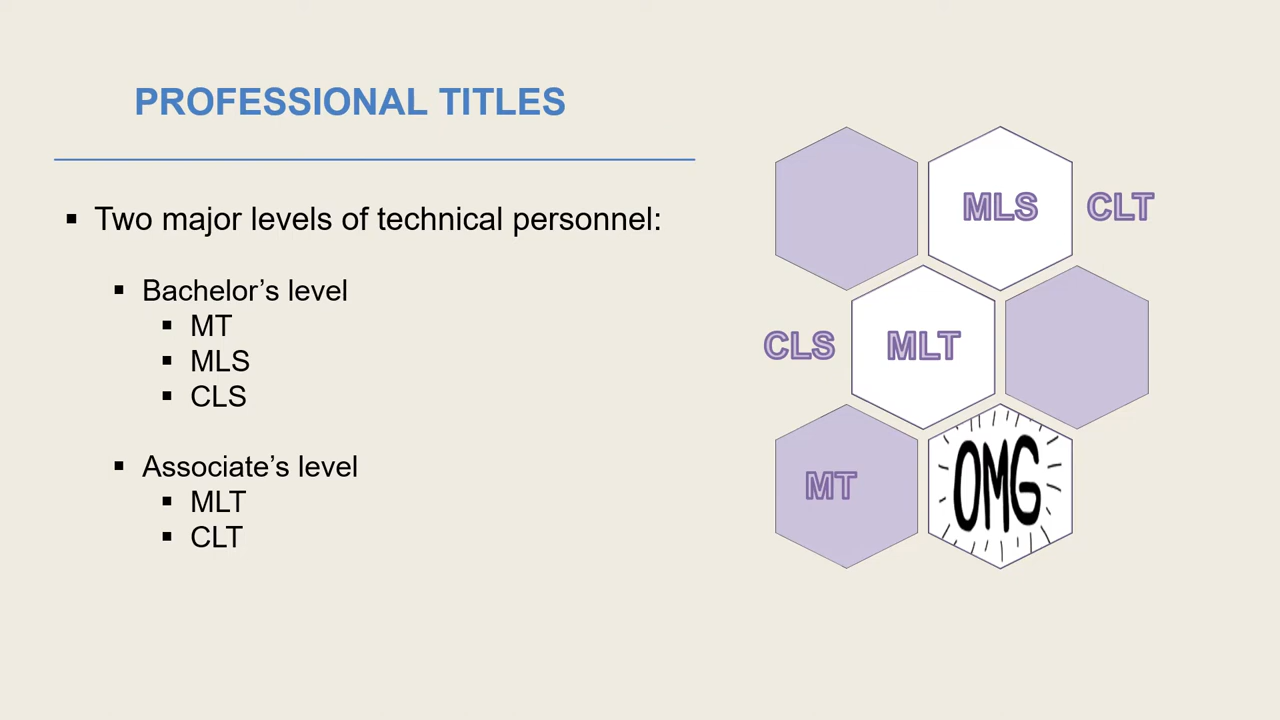 PROFESSIONAL TITLES
▪ Two major levels of technical personnel:
▪ Bachelor’s level
▪ MT
▪ MLS
▪ CLS
▪ Associate’s level
▪ MLT
▪ CLT
MLS CLT
CLS MLT
MT OMG